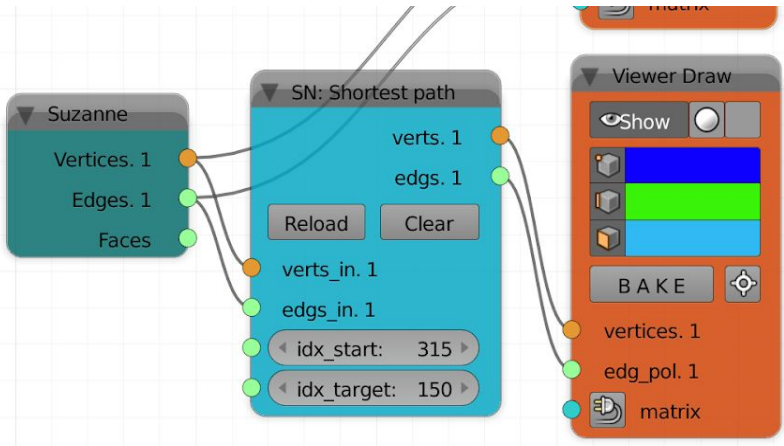 matrix
Suzanne
Vertices. 1
Edges. 1
Faces
SN: Shortest path
verts. 1
edgs. 1
Reload
Clear
verts_in. 1
edgs_in. 1
idx_start: 315
idx_target: 150
Viewer Draw
Show
BAKE
vertices. 1
edg_pol. 1
matrix